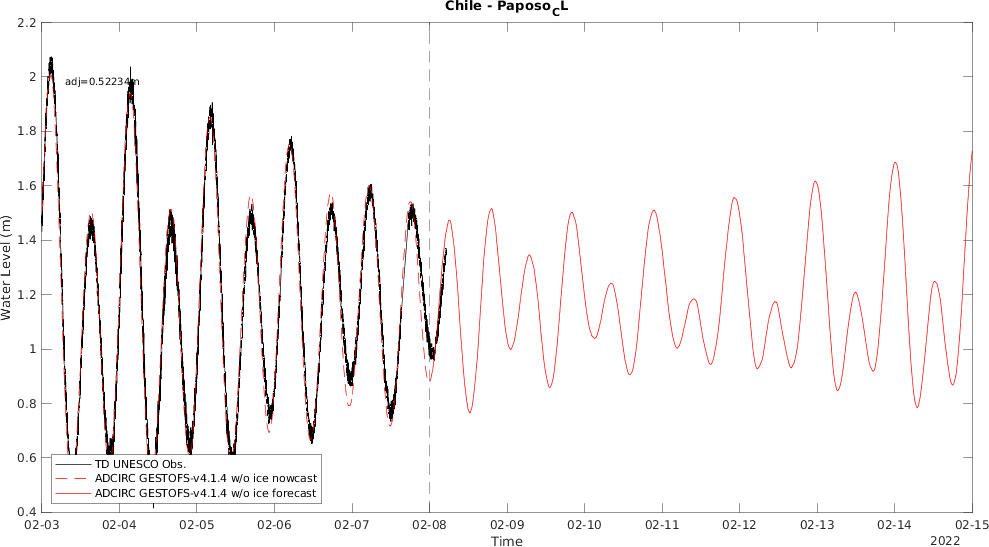 Chile - Paposo_CL
2.2
2
1.8
1.6
1.4
1.2
1
0.8
0.6
0.4
Water Level (m)
adj=0.52234m
TD UNESCO Obs.
ADCIRC GESTOFS-v4.1.4 w/o ice nowcast
ADCIRC GESTOFS-v4.1.4 w/o ice forecast
02-03 02-04 02-05 02-06 02-07 02-08 02-09 02-10 02-11 02-12 02-13 02-14 02-15
Time
2022